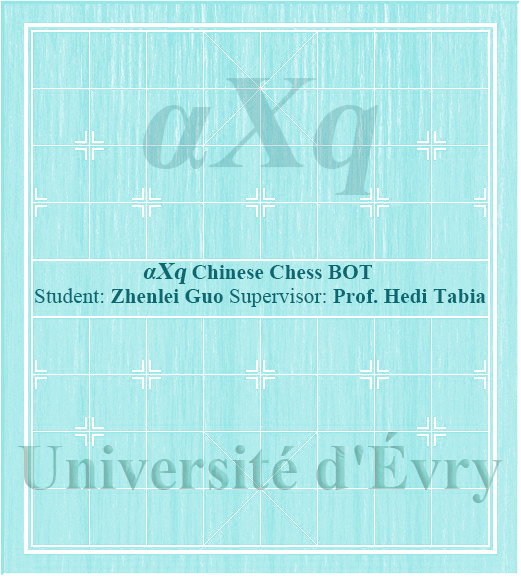 αXq
αXq Chinese Chess BOT
Student: Zhenlei Guo Supervisor: Prof. Hedi Tabia
Université d'Évry